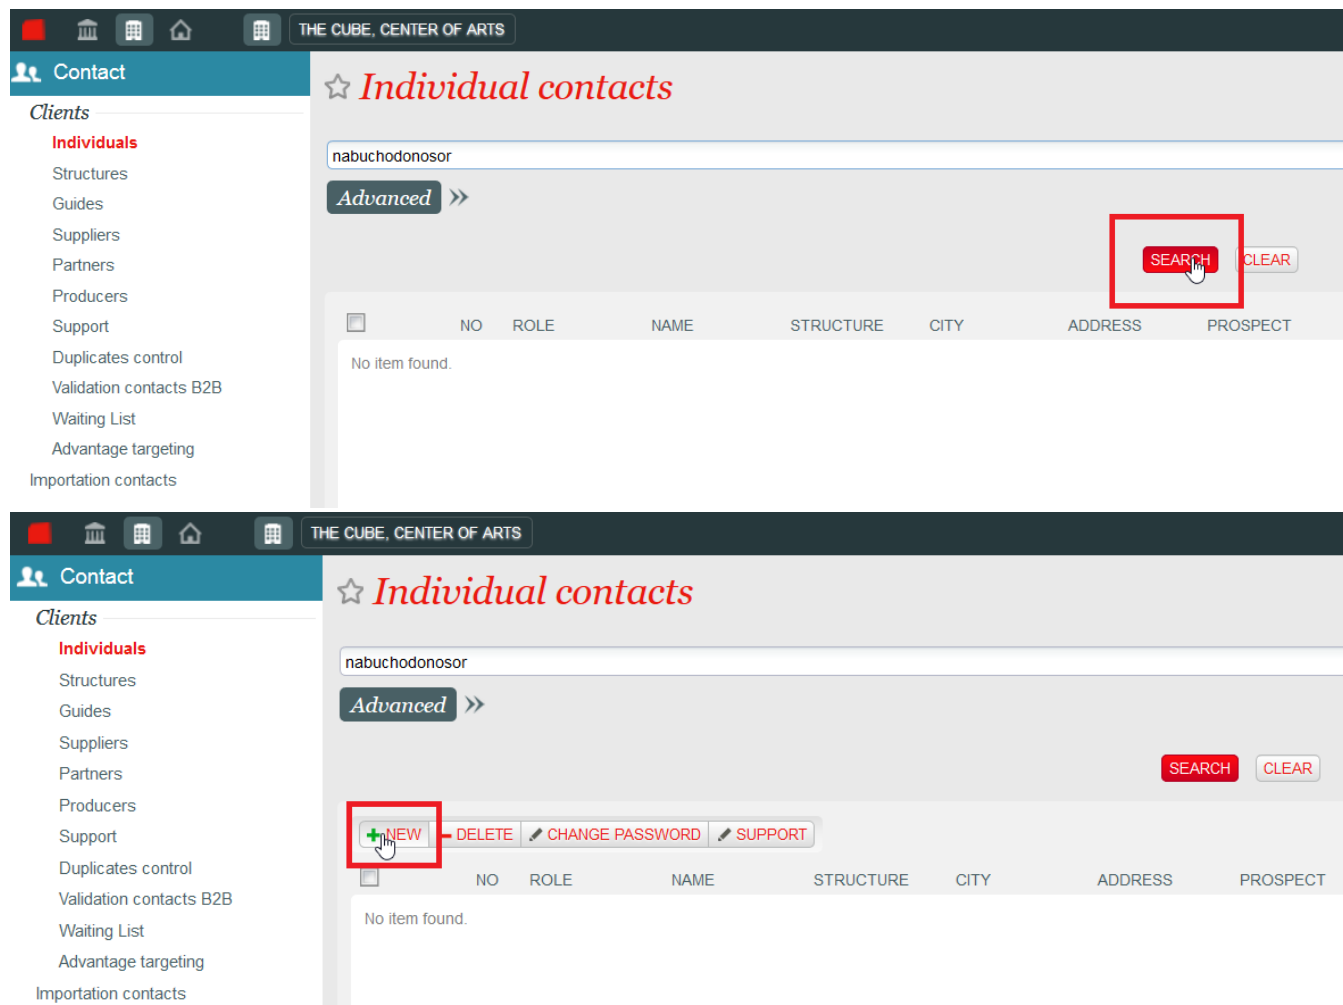 THE CUBE, CENTER OF ARTS
Contact
Clients
Individuals
Structures
Guides
Suppliers
Partners
Producers
Support
Duplicates control
Validation contacts B2B
Waiting List
Advantage targeting
Importation contacts
Individual contacts
nabuchodonosor
Advanced
SEARCH CLEAR
NO ROLE NAME STRUCTURE CITY ADDRESS PROSPECT
No item found.
THE CUBE, CENTER OF ARTS
Contact
Clients
Individuals
Structures
Guides
Suppliers
Partners
Producers
Support
Duplicates control
Validation contacts B2B
Waiting List
Advantage targeting
Importation contacts
Individual contacts
nabuchodonosor
Advanced
SEARCH CLEAR
NEW DELETE CHANGE PASSWORD SUPPORT
NO ROLE NAME STRUCTURE CITY ADDRESS PROSPECT
No item found.